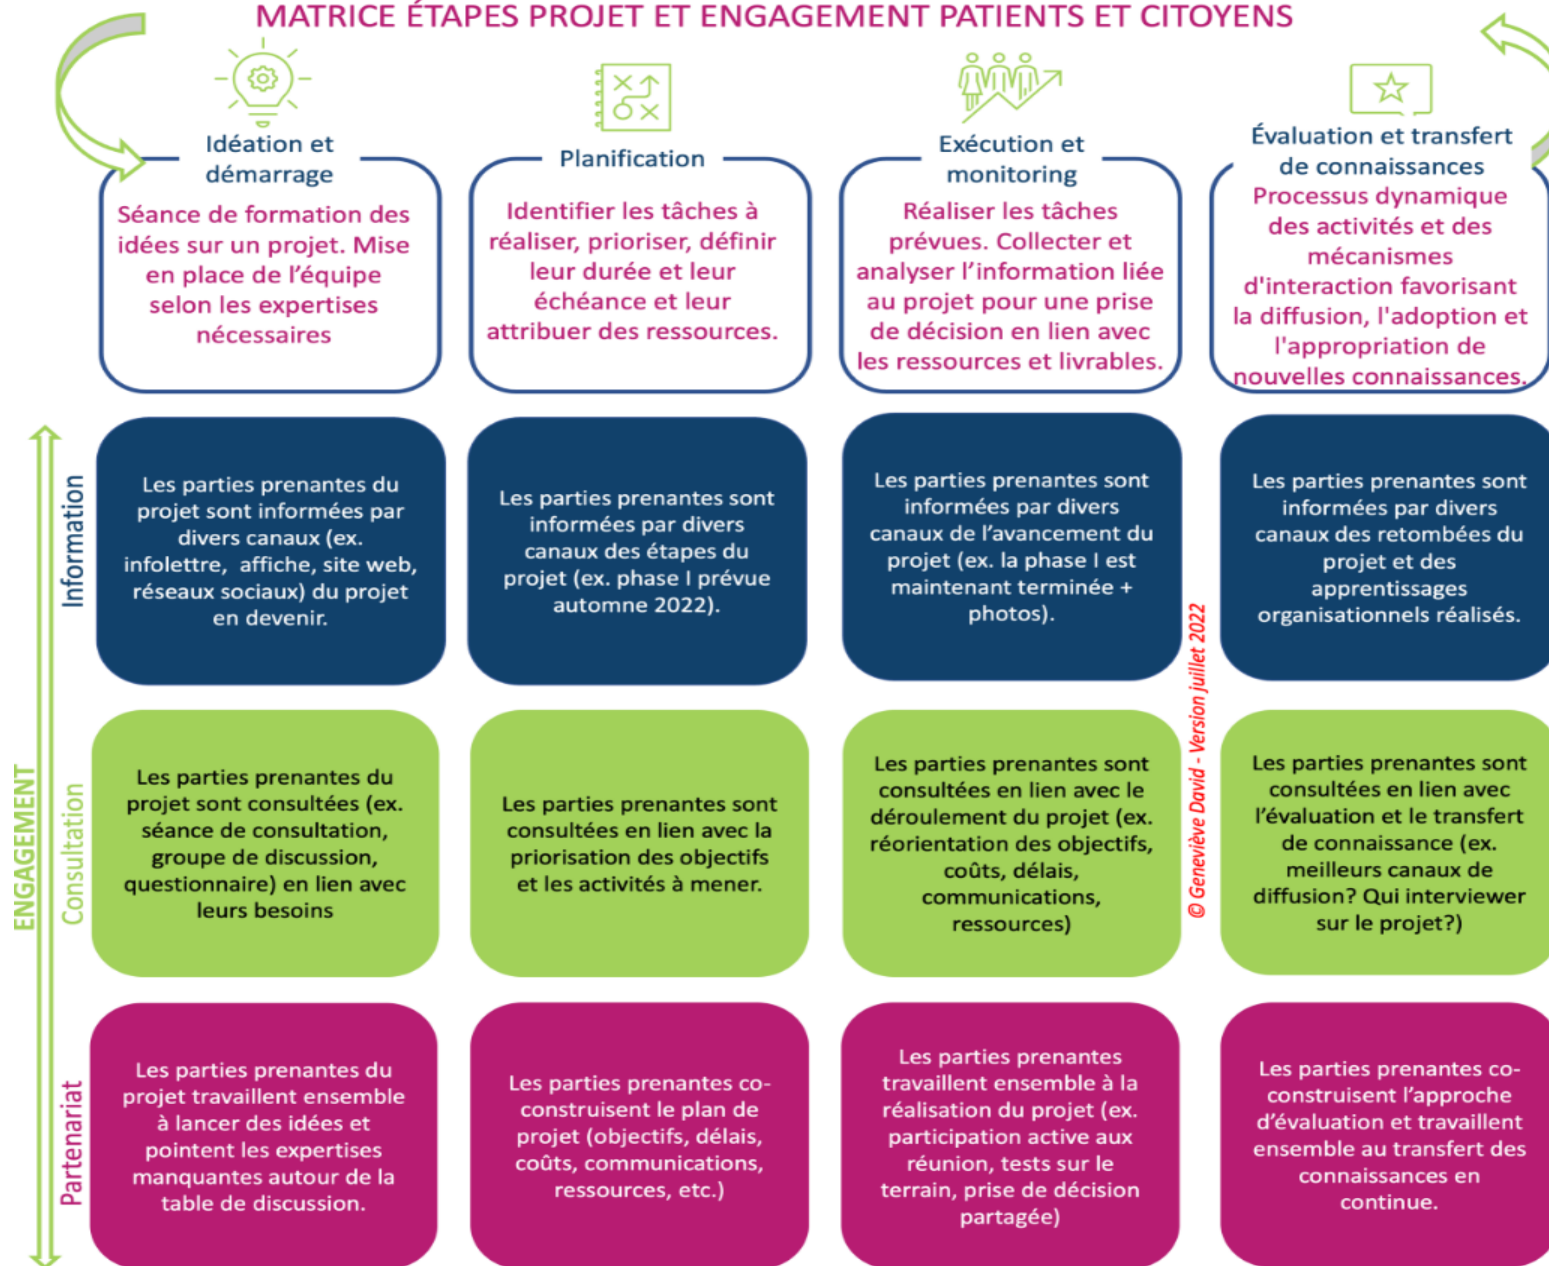 MATRICE ÉTAPES PROJET ET ENGAGEMENT PATIENTS ET CITOYENS
Idéation et
démarrage
Séance de formation des
idées sur un projet. Mise
en place de l’équipe
selon les expertises
nécessaires
Planification
Identifier les tâches à
réaliser, prioriser, définir
leur durée et leur
échéance et leur
attribuer des ressources.
Exécution et
monitoring
Réaliser les tâches
prévues. Collecter et
analyser l’information liée
au projet pour une prise
de décision en lien avec
les ressources et livrables.
Évaluation et transfert
de connaissances
Processus dynamique
des activités et des
mécanismes
d'interaction favorisant
la diffusion, l'adoption et
l'appropriation de
nouvelles connaissances.
ENGAGEMENT
Information
Les parties prenantes du
projet sont informées par
divers canaux (ex.
infolettre, affiche, site web,
réseaux sociaux) du projet
en devenir.
Les parties prenantes sont
informées par divers
canaux des étapes du
projet (ex. phase I prévue
automne 2022).
Les parties prenantes sont
informées par divers
canaux de l’avancement du
projet (ex. la phase I est
maintenant terminée +
photos).
Les parties prenantes sont
informées par divers
canaux des retombées du
projet et des
apprentissages
organisationnels réalisés.
Consultation
Les parties prenantes du
projet sont consultées (ex.
séance de consultation,
groupe de discussion,
questionnaire) en lien avec
leurs besoins
Les parties prenantes sont
consultées en lien avec la
priorisation des objectifs
et les activités à mener.
Les parties prenantes sont
consultées en lien avec le
déroulement du projet (ex.
réorientation des objectifs,
coûts, délais,
communications,
ressources)
© Geneviève David - Version juillet 2022
Les parties prenantes sont
consultées en lien avec
l’évaluation et le transfert
de connaissance (ex.
meilleurs canaux de
diffusion? Qui interviewer
sur le projet?)
Partenariat
Les parties prenantes du
projet travaillent ensemble
à lancer des idées et
pointent les expertises
manquantes autour de la
table de discussion.
Les parties prenantes co-
construisent le plan de
projet (objectifs, délais,
coûts, communications,
ressources, etc.)
Les parties prenantes
travaillent ensemble à la
réalisation du projet (ex.
participation active aux
réunion, tests sur le
terrain, prise de décision
partagée)
Les parties prenantes co-
construisent l’approche
d’évaluation et travaillent
ensemble au transfert des
connaissances en
continue.